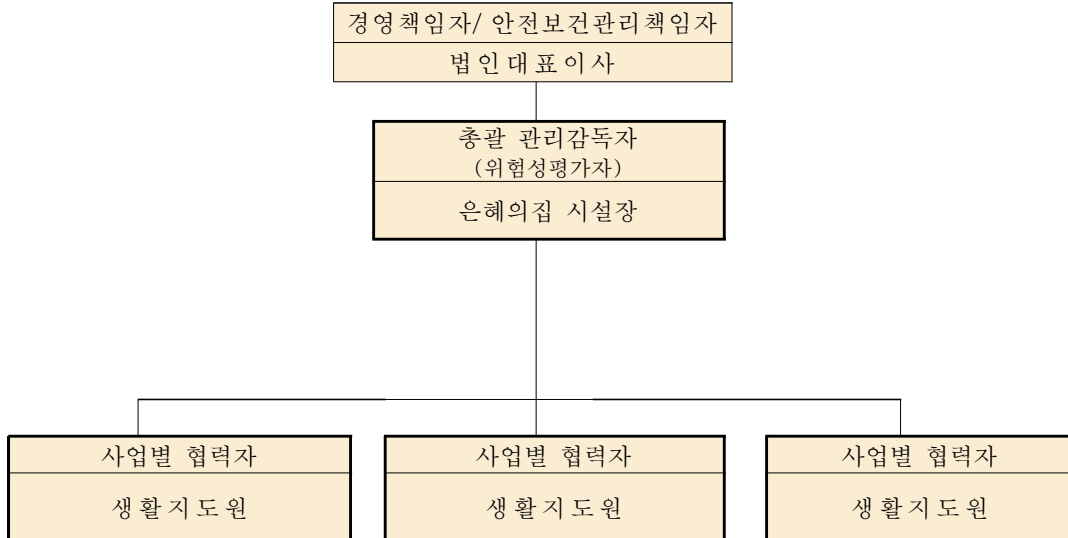 경영책임자/ 안전보건관리책임자
법인대표이사
총괄 관리감독자
(위험성평가자)
은혜의집 시설장
사업별 협력자
사업별 협력자
사업별 협력자
생활지도원
생활지도원
생활지도원